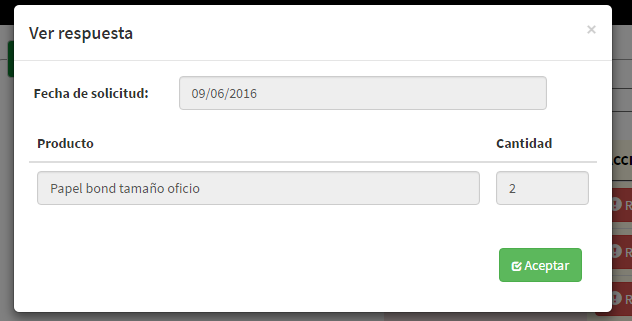 Ver respuesta ×
Fecha de solicitud: 09/06/2016
Producto Cantidad
Papel bond tamaño oficio 2
Aceptar